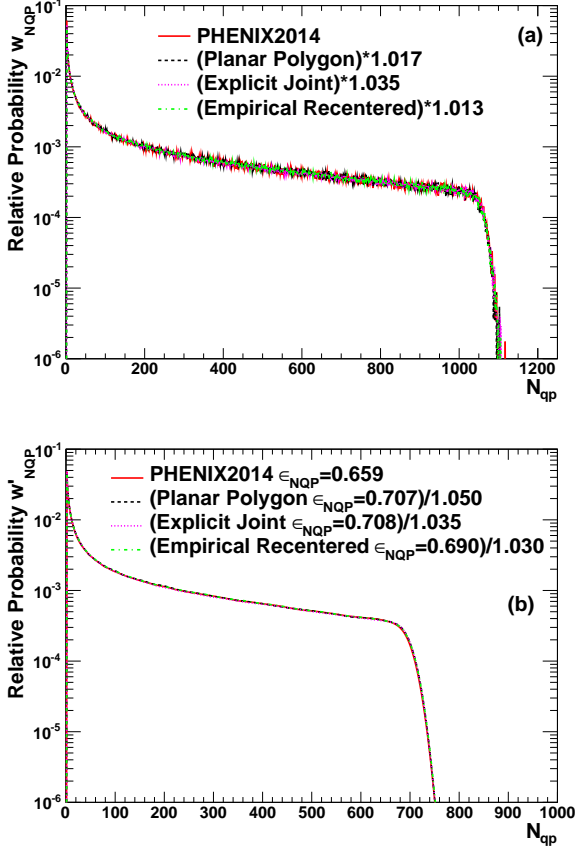 Relative Probability w_NQP
10^-1
10^-2
10^-3
10^-4
10^-5
10^-6
(a)
PHENIX2014
(Planar Polygon)*1.017
(Explicit Joint)*1.035
(Empirical Recentered)*1.013
0 200 400 600 800 1000 1200
N_qp
Relative Probability w'_NQP
10^-1
10^-2
10^-3
10^-4
10^-5
10^-6
PHENIX2014 ϵ_NQP=0.659
(Planar Polygon ϵ_NQP=0.707)/1.050
(Explicit Joint ϵ_NQP=0.708)/1.035
(Empirical Recentered ϵ_NQP=0.690)/1.030
(b)
0 100 200 300 400 500 600 700 800 900 1000
N_qp